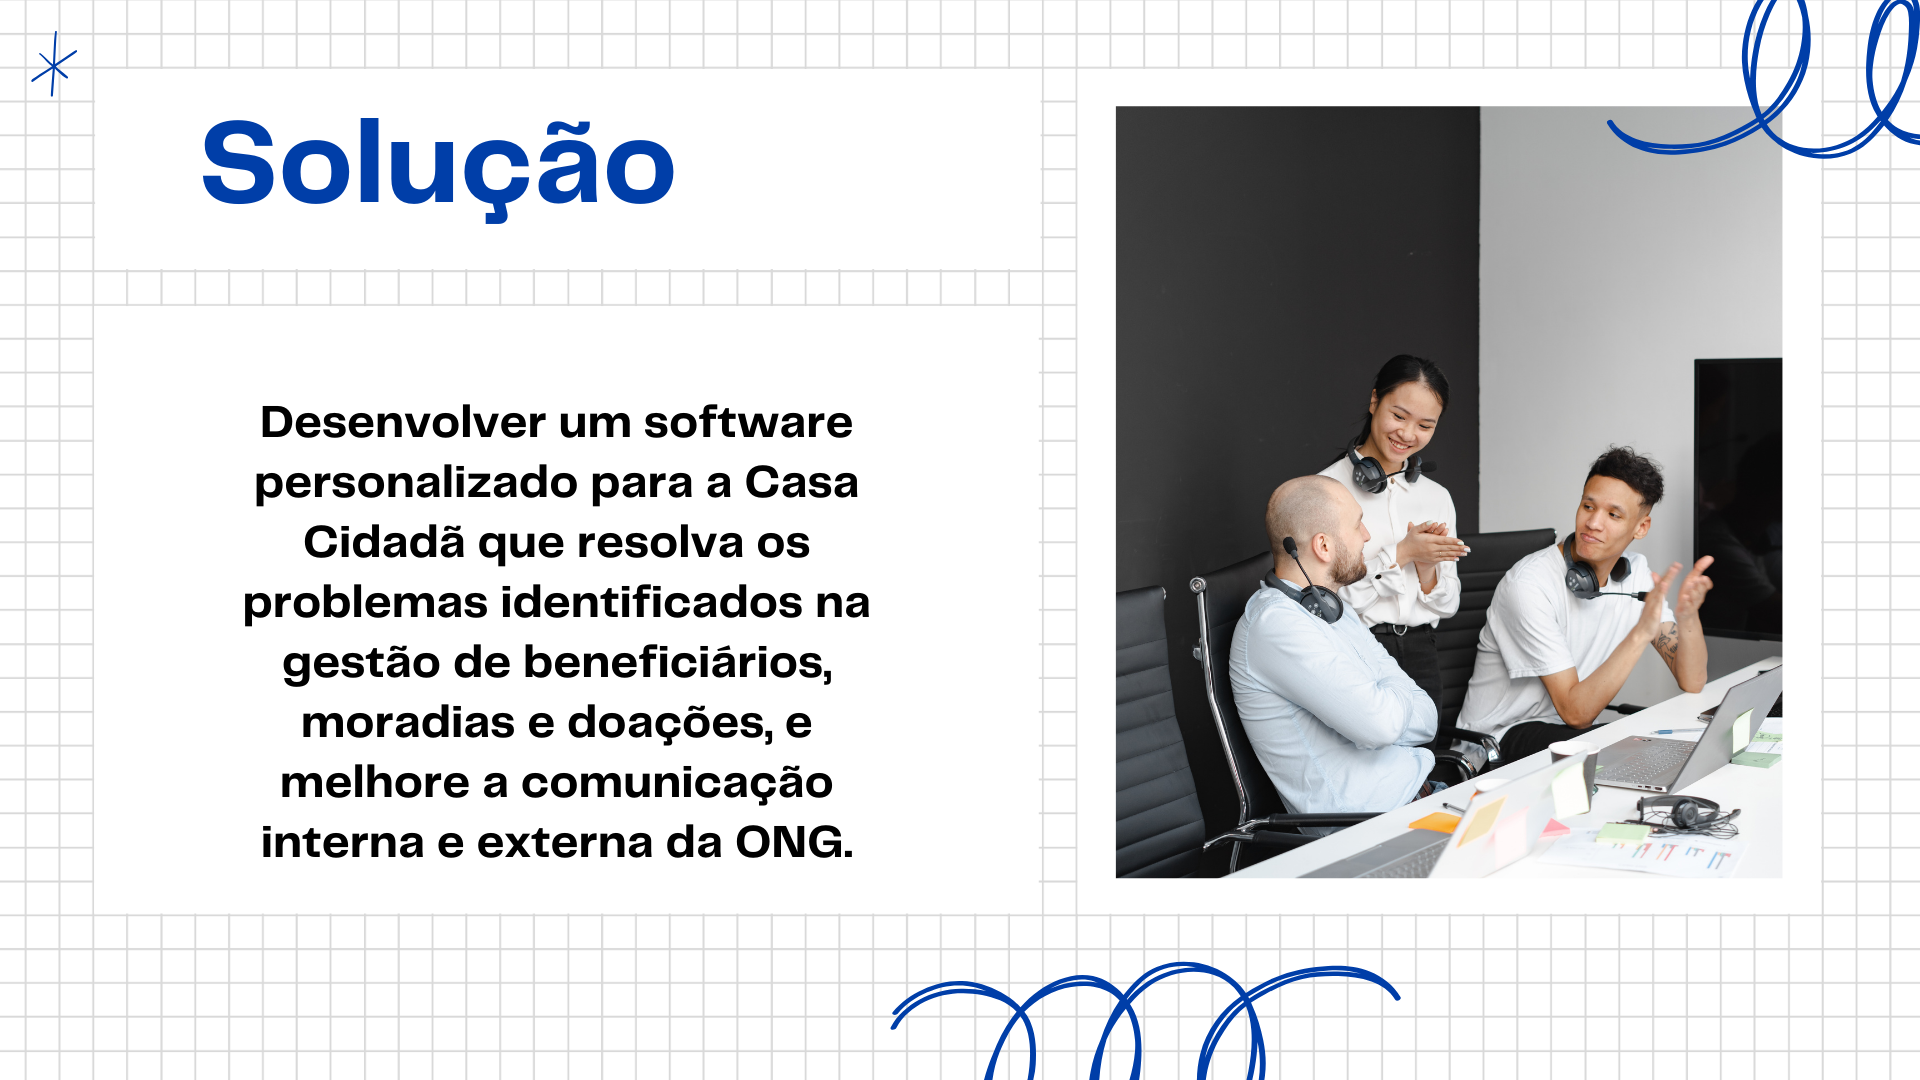 Solução
Desenvolver um software
personalizado para a Casa
Cidadã que resolva os
problemas identificados na
gestão de beneficiários,
moradias e doações, e
melhore a comunicação
interna e externa da ONG.